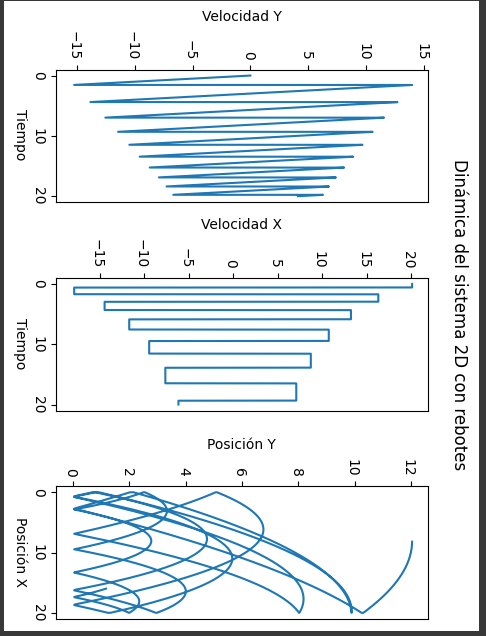 Dinámica del sistema 2D con rebotes
Velocidad Y
15
10
5
0
−5
−10
−15
0 10 20
Tiempo
Velocidad X
20
15
10
5
0
−5
−10
−15
0 10 20
Tiempo
Posición Y
12
10
8
6
4
2
0
0 10 20
Posición X